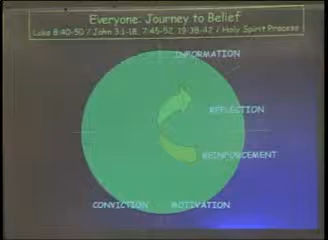 Everyone: Journey to Belief
Luke 8:40-50 / John 3:1-18, 7:45-52, 19:38-42 / Holy Spirit Process
INFORMATION
REFLECTION
REINFORCEMENT
CONVICTION MOTIVATION